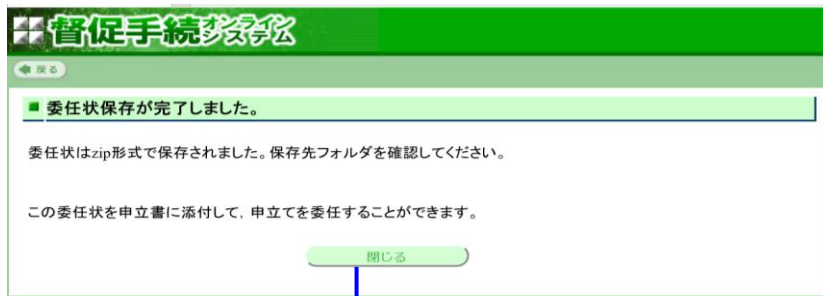 督促手続オンラインシステム
戻る
委任状保存が完了しました。
委任状はzip形式で保存されました。保存先フォルダを確認してください。
この委任状を申立書に添付して，申立てを委任することができます。
閉じる